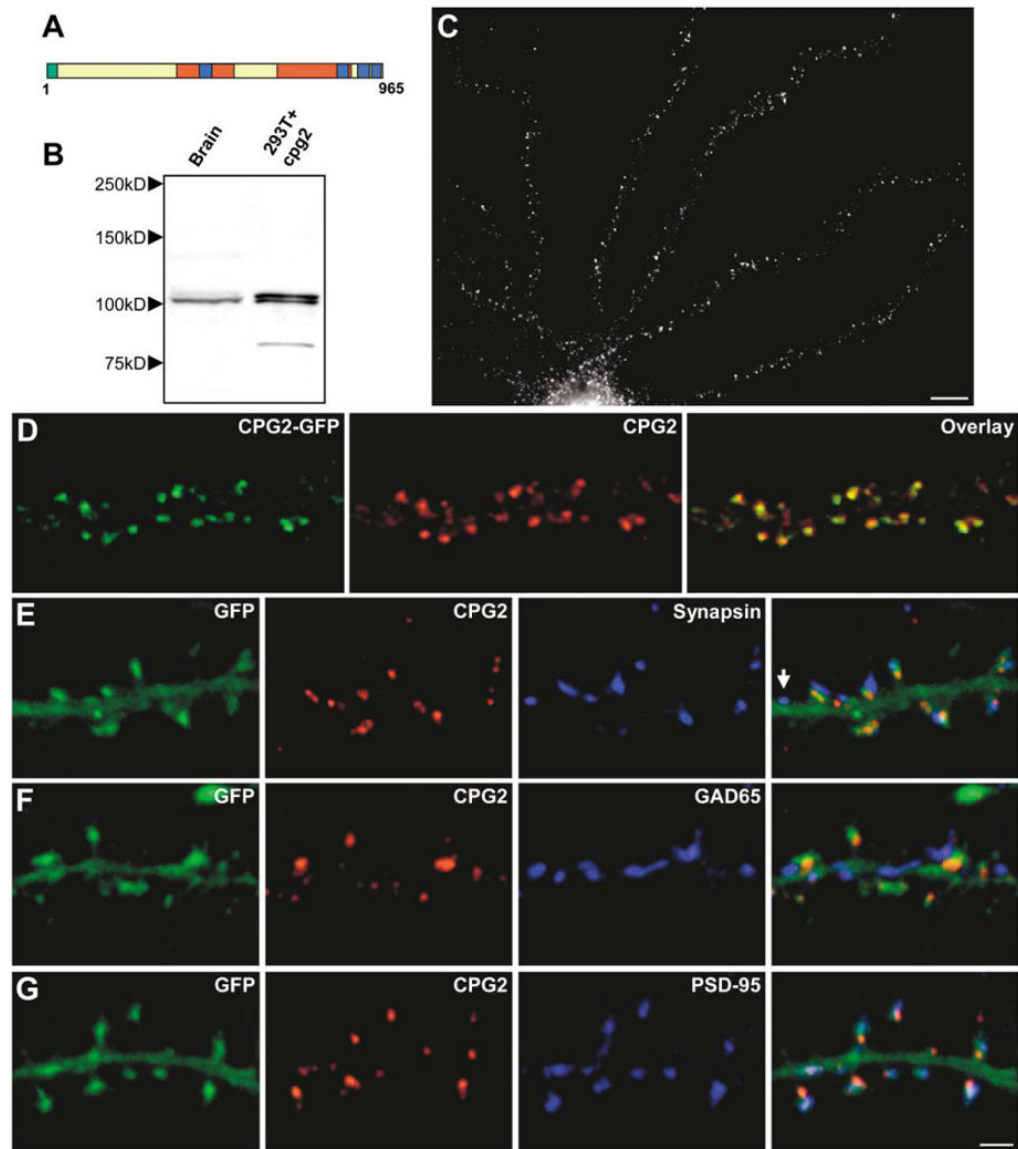 A
1 965
B
Brain
293T+
cpg2
250kD
150kD
100kD
75kD
C
D
CPG2-GFP
CPG2
Overlay
E
GFP
CPG2
Synapsin
F
GFP
CPG2
GAD65
G
GFP
CPG2
PSD-95